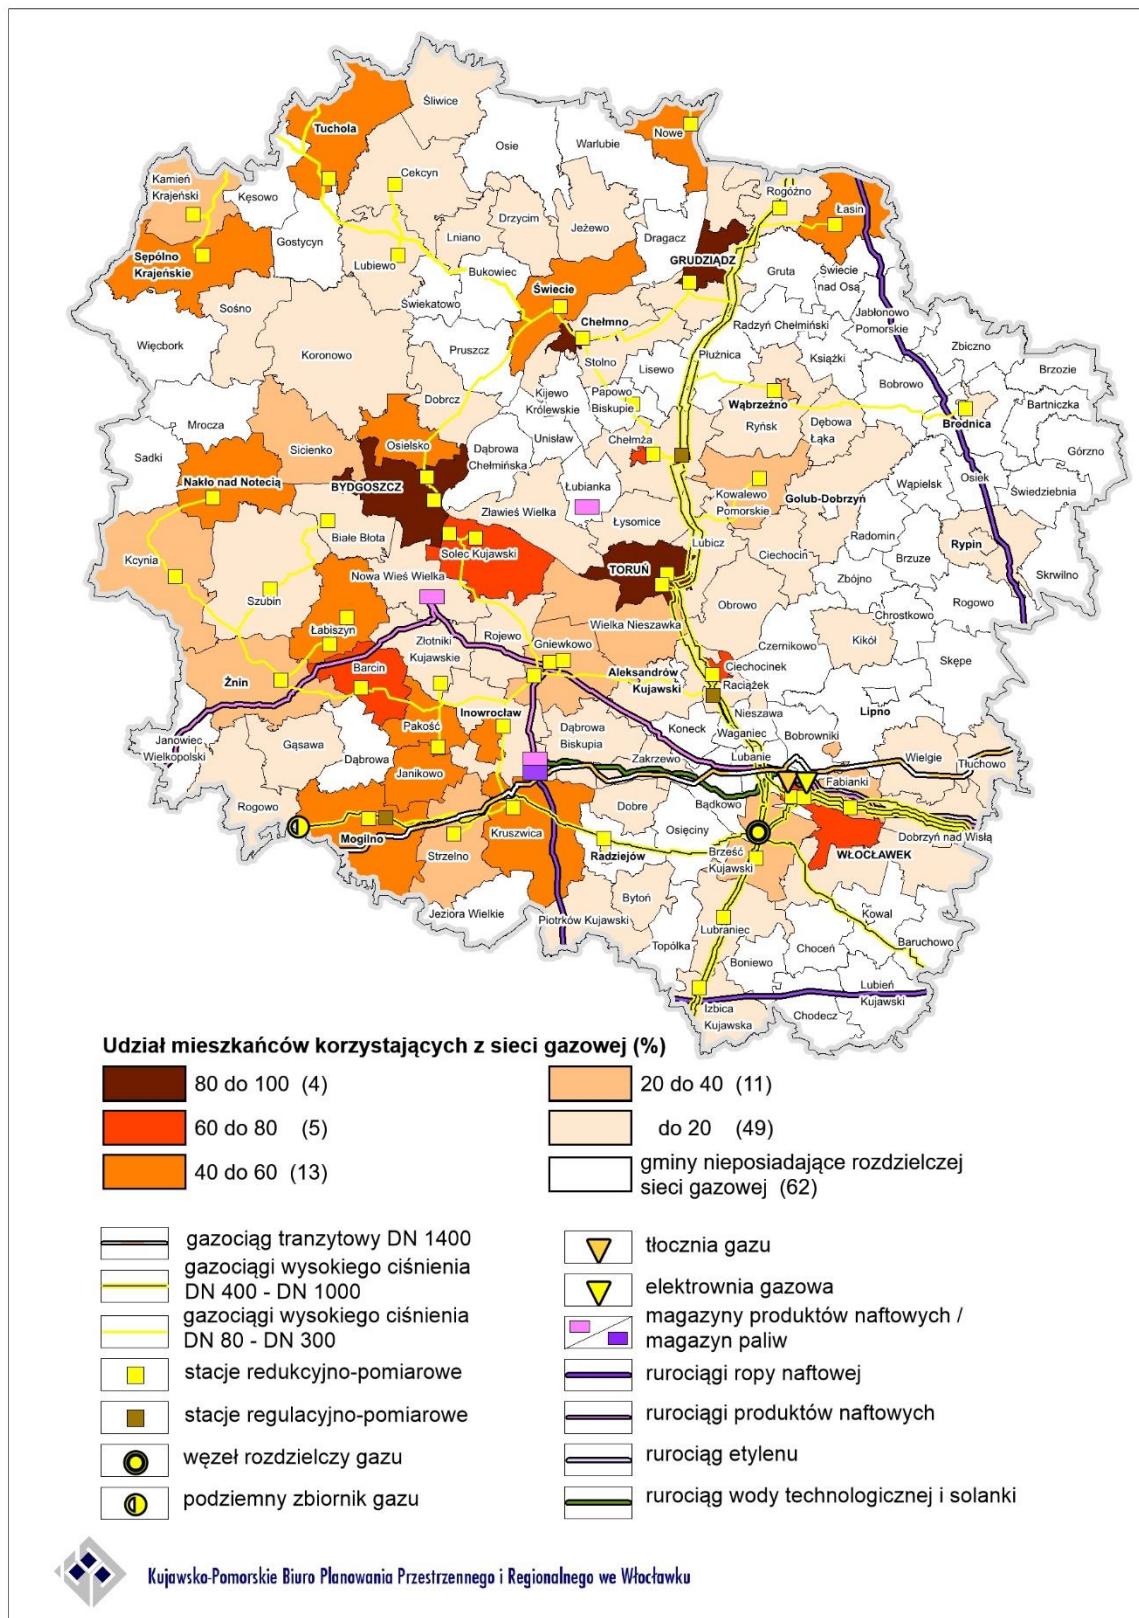 Śliwice
Tuchola
Osie
Warlubie
Nowe
Kamień
Krajeński
Kęsowo
Cekcyn
Rogóźno
Łasin
Drzycim
Jeżewo
Lniano
Dragacz
Gostycyn
Sępólno
Krajeńskie
Lubiewo
GRUDZIĄDZ
Bukowiec
Gruta
Świecie
nad Osą
Świecie
Sośno
Świekatowo
Jabłonowo
Pomorskie
Chełmno
Radzyń Chełmiński
Więcbork
Koronowo
Pruszcz
Stolno
Płużnica
Książki
Zbiczno
Lisewo
Brzozie
Bobrowo
Kijewo
Królewskie
Papowo
Biskupie
Dobrcz
Wąbrzeźno
Bartniczka
Mrocza
Ryńsk
Dębowa
Łąka
Brodnica
Sicienko
Osielsko
Unisław
Chełmża
Dąbrowa
Chełmińska
Sadki
Górzno
Nakło nad Notecią
BYDGOSZCZ
Łubianka
Wąpielsk
Osiek
Świedziebnia
Kowalewo
Pomorskie
Golub-Dobrzyń
Zławieś Wielka
Łysomice
Białe Błota
Lubicz
Radomin
Rypin
Solec Kujawski
Ciechocin
Brzuze
Kcynia
TORUŃ
Nowa Wieś Wielka
Zbójno
Skrwilno
Szubin
Rogowo
Obrowo
Chrostkowo
Łabiszyn
Wielka Nieszawka
Złotniki
Kujawskie
Rojewo
Gniewkowo
Czernikowo
Kikół
Skępe
Barcin
Aleksandrów
Kujawski
Ciechocinek
Raciążek
Żnin
Inowrocław
Lipno
Nieszawa
Pakość
Dąbrowa
Biskupia
Koneck
Waganiec
Bobrowniki
Janowiec
Wielkopolski
Gąsawa
Dąbrowa
Zakrzewo
Lubanie
Wielgie
Tłuchowo
Janikowo
Fabianki
Rogowo
Dobre
Bądkowo
Kruszwica
Osięciny
Mogilno
Dobrzyń nad Wisłą
Strzelno
Radziejów
Brześć
Kujawski
WŁOCŁAWEK
Jeziora Wielkie
Bytoń
Kowal
Piotrków Kujawski
Lubraniec
Topólka
Choceń
Baruchowo
Boniewo
Lubień
Kujawski
Izbica
Kujawska
Chodecz
Udział mieszkańców korzystających z sieci gazowej (%)
80 do 100 (4)
60 do 80 (5)
40 do 60 (13)
20 do 40 (11)
do 20 (49)
gminy nieposiadające rozdzielczej
sieci gazowej (62)
gazociąg tranzytowy DN 1400
gazociągi wysokiego ciśnienia
DN 400 - DN 1000
gazociągi wysokiego ciśnienia
DN 80 - DN 300
stacje redukcyjno-pomiarowe
stacje regulacyjno-pomiarowe
węzeł rozdzielczy gazu
podziemny zbiornik gazu
tłocznia gazu
elektrownia gazowa
magazyny produktów naftowych /
magazyn paliw
rurociągi ropy naftowej
rurociągi produktów naftowych
rurociąg etylenu
rurociąg wody technologicznej i solanki
Kujawsko-Pomorskie Biuro Planowania Przestrzennego i Regionalnego we Włocławku